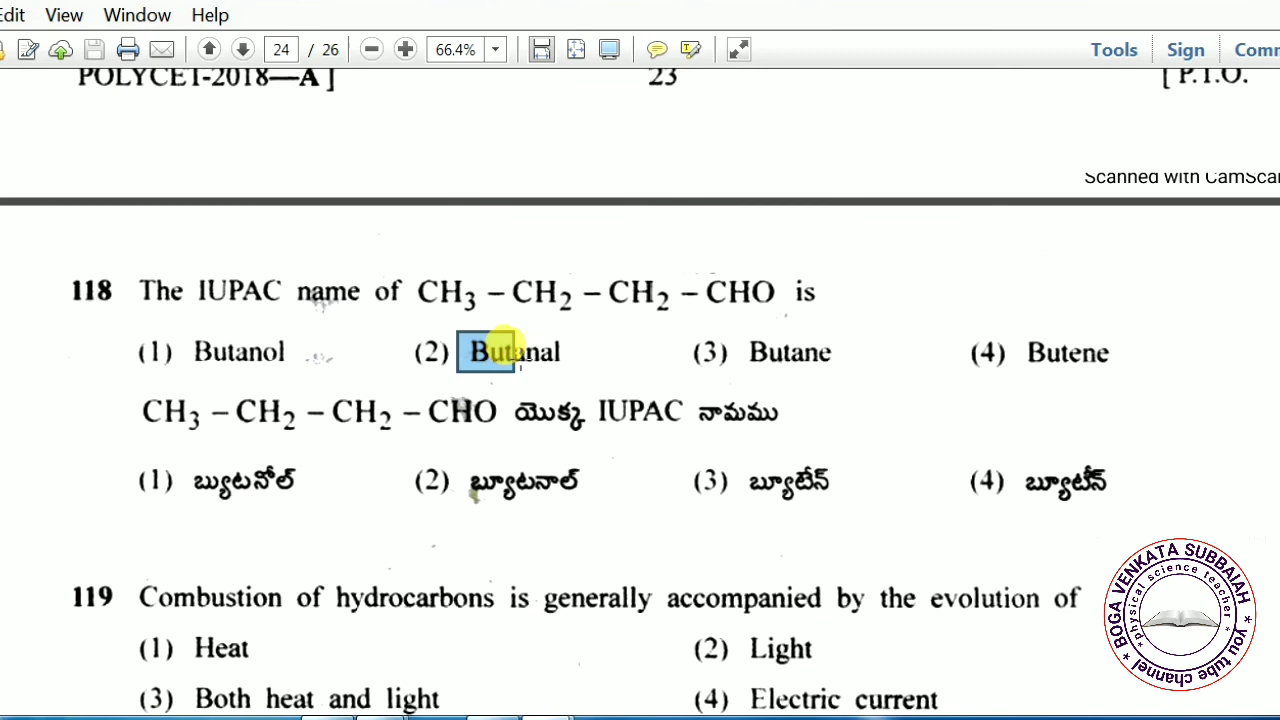 Edit View Window Help
24 / 26 66.4% Tools Sign Comm
POLYCET-2018—A ] 23 [ P.T.O.
Scanned with CamScan
118 The IUPAC name of CH3 – CH2 – CH2 – CHO is
(1) Butanol (2) Butanal (3) Butane (4) Butene
CH3 – CH2 – CH2 – CHO యొక్క IUPAC నామము
(1) బ్యుటనోల్ (2) బ్యూటనాల్ (3) బ్యూటేన్ (4) బ్యూటీన్
119 Combustion of hydrocarbons is generally accompanied by the evolution of
(1) Heat (2) Light
(3) Both heat and light (4) Electric current
BOGA VENKATA SUBBAIAH
* physical science teacher *
* you tube channel *